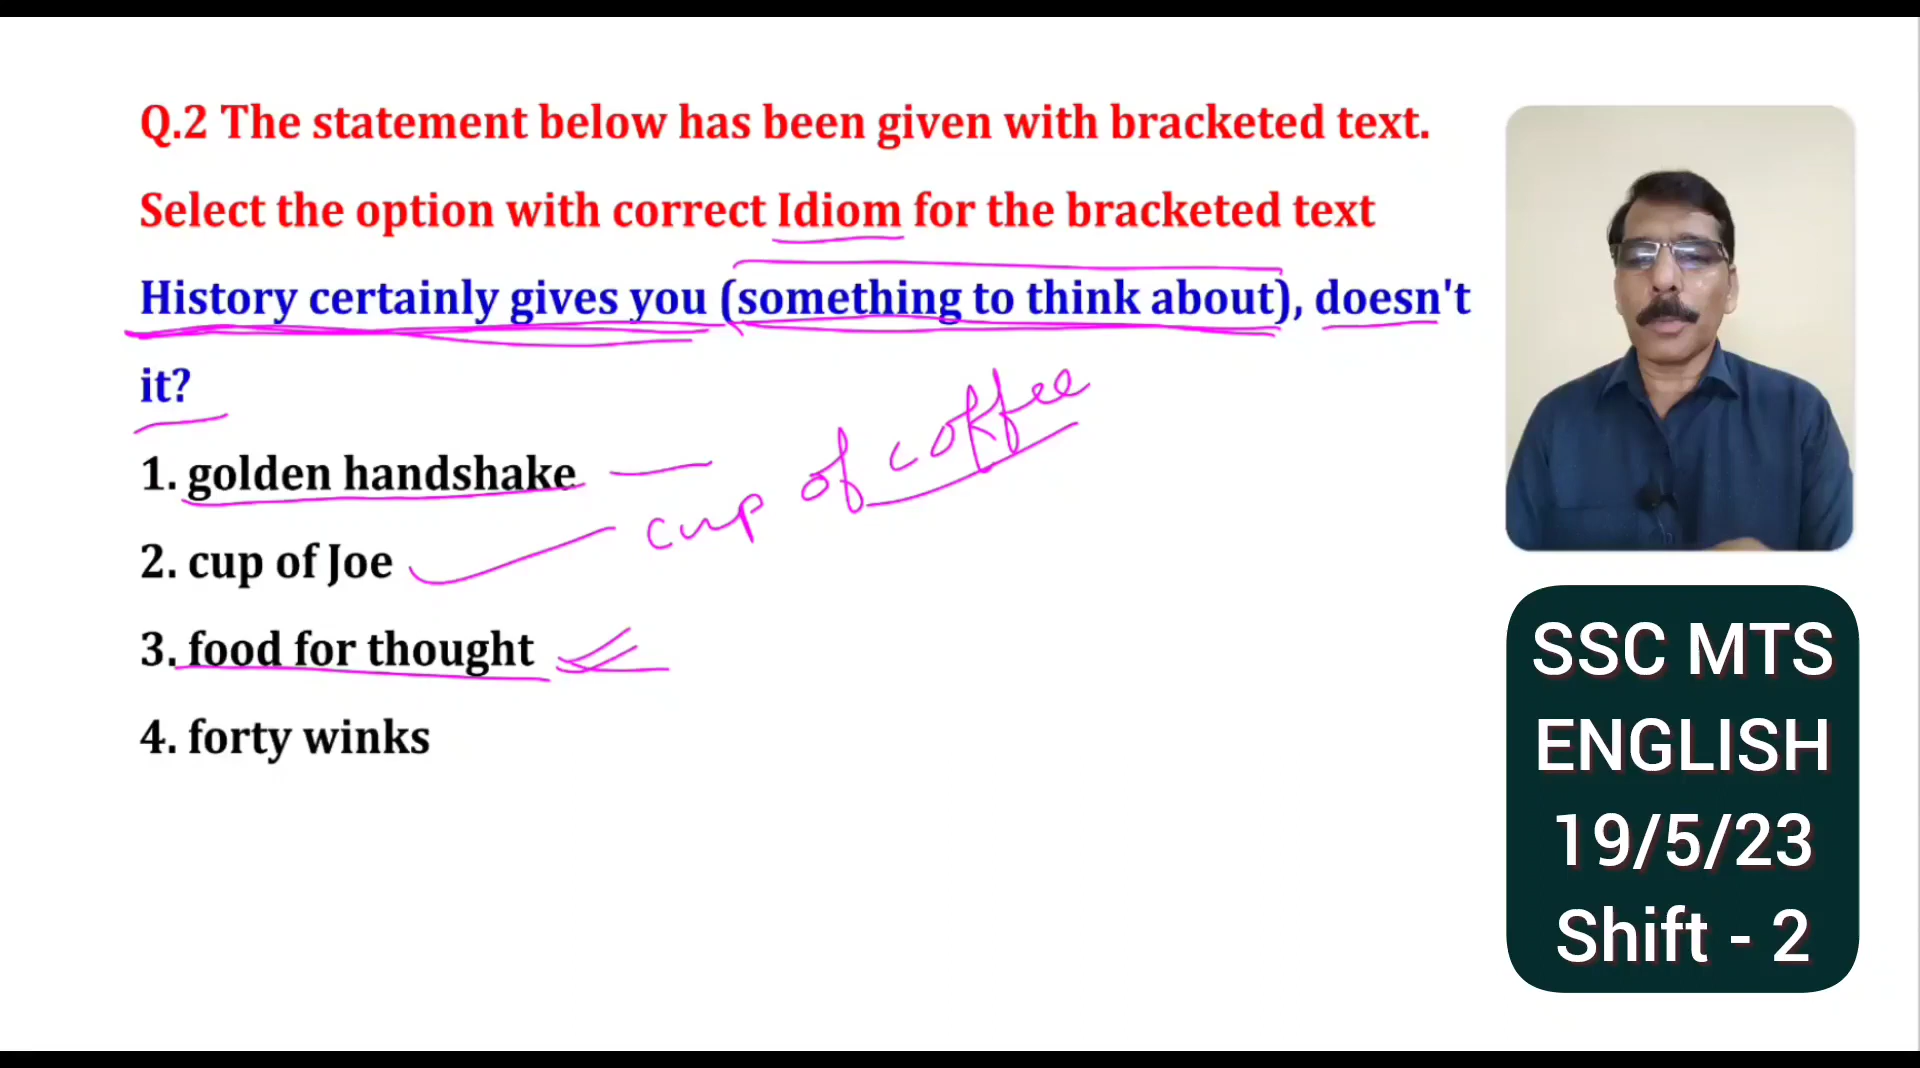 Q.2 The statement below has been given with bracketed text.
Select the option with correct Idiom for the bracketed text
History certainly gives you (something to think about), doesn't
it?
1. golden handshake
2. cup of Joe
cup of coffee
3. food for thought
4. forty winks
SSC MTS
ENGLISH
19/5/23
Shift - 2